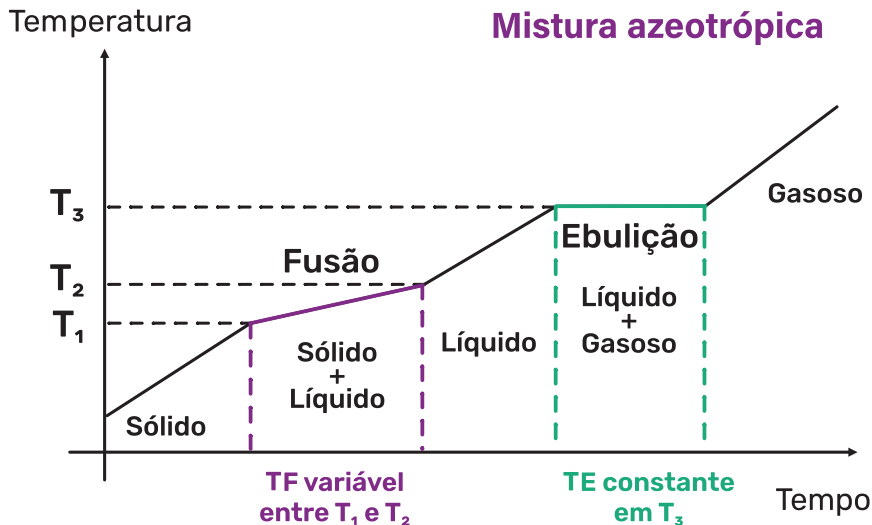 Temperatura
Mistura azeotrópica
T₃
Gasoso
Ebulição
Fusão
T₂
Líquido
+
Gasoso
T₁
Líquido
Sólido
+
Líquido
Sólido
TF variável
entre T₁ e T₂
TE constante
em T₃
Tempo